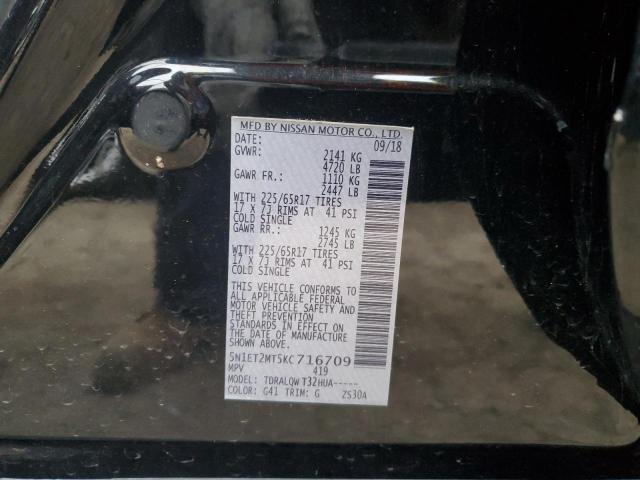 MFD BY NISSAN MOTOR CO., LTD.
DATE: 09/18
GVWR: 2141 KG
4720 LB
GAWR FR.: 1110 KG
2447 LB
WITH 225/65R17 TIRES
17 X 7J RIMS AT 41 PSI
COLD SINGLE
GAWR RR.: 1245 KG
2745 LB
WITH 225/65R17 TIRES
17 X 7J RIMS AT 41 PSI
COLD SINGLE
THIS VEHICLE CONFORMS TO
ALL APPLICABLE FEDERAL
MOTOR VEHICLE SAFETY AND
THEFT PREVENTION
STANDARDS IN EFFECT ON
THE DATE OF MANUFACTURE
SHOWN ABOVE.
5N1ET2MT5KC716709
MPV 419
MODEL: TDRALQWT32HUA-----
COLOR: G41 TRIM: G ZS30A